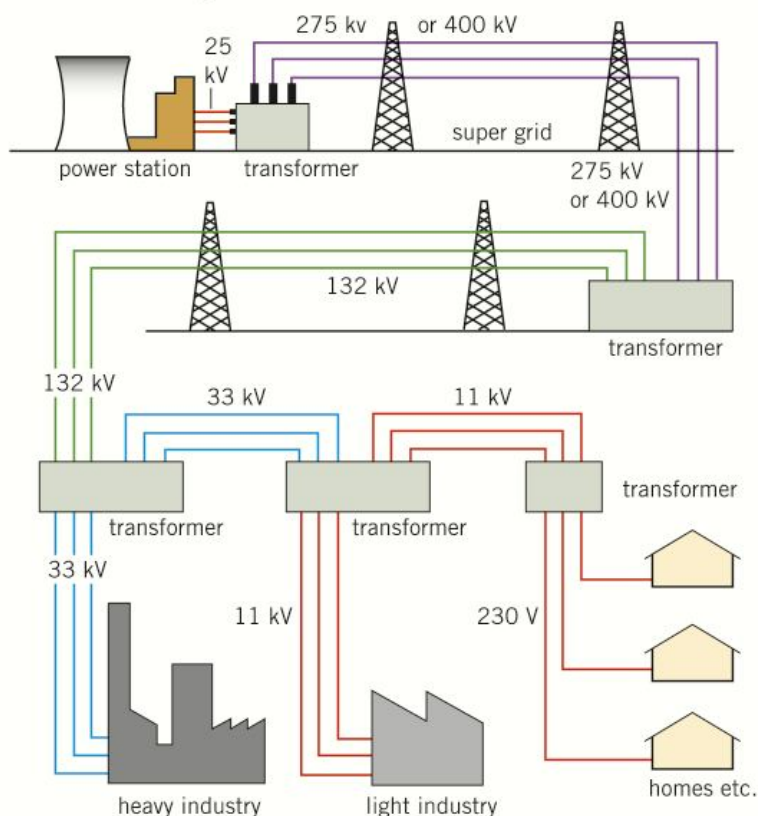 275 kv or 400 kV
25
kV
super grid
power station
transformer
275 kV
or 400 kV
132 kV
transformer
132 kV
33 kV
11 kV
transformer
transformer
transformer
33 kV
11 kV
230 V
heavy industry
light industry
homes etc.